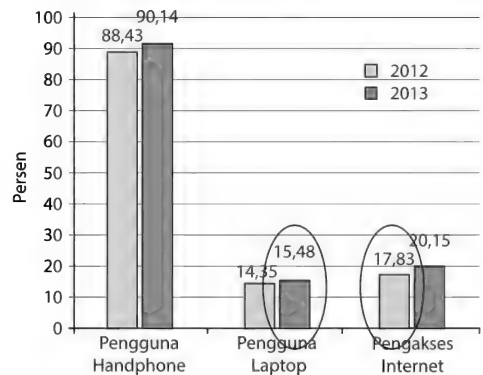 100
90
80
70
60
50
40
30
20
10
0
Persen
88,43
90,14
14,35
15,48
17,83
20,15
2012
2013
Pengguna
Handphone
Pengguna
Laptop
Pengakses
Internet